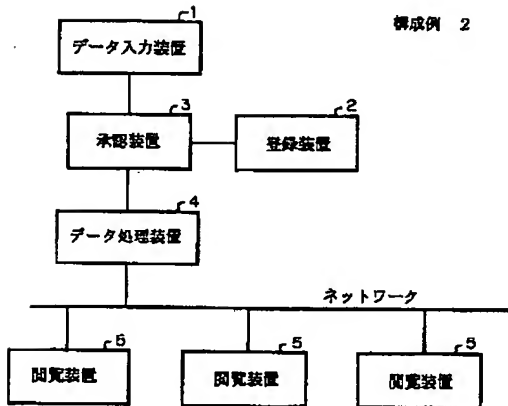 構成例 2
1
データ入力装置
3
承認装置
2
登録装置
4
データ処理装置
ネットワーク
5
閲覧装置
5
閲覧装置
5
閲覧装置